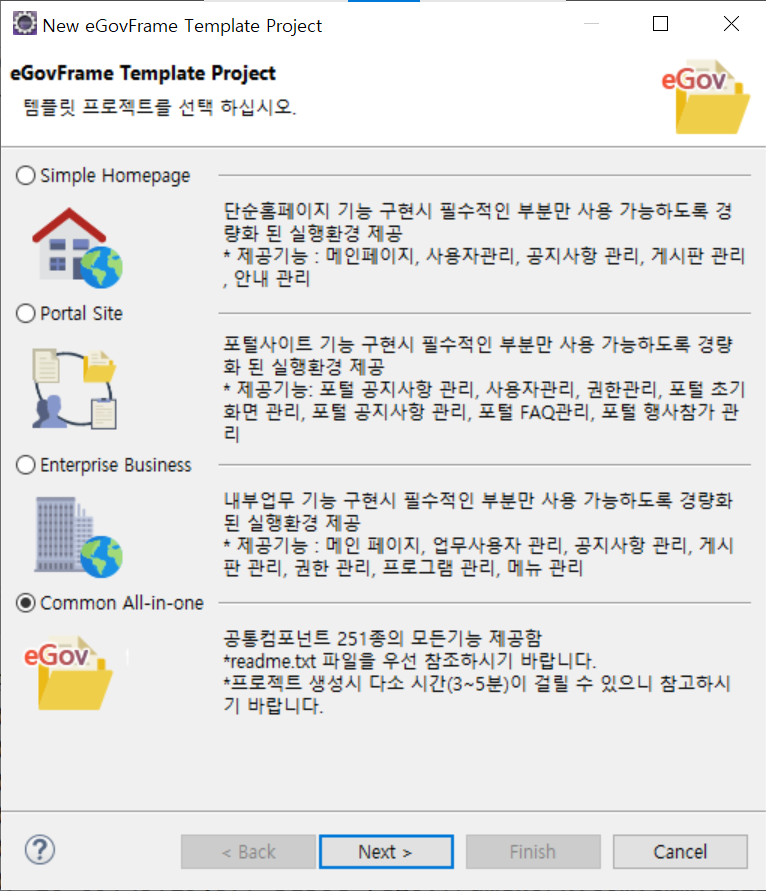 New eGovFrame Template Project
eGovFrame Template Project
템플릿 프로젝트를 선택 하십시오.
eGov
Simple Homepage
단순홈페이지 기능 구현시 필수적인 부분만 사용 가능하도록 경
량화 된 실행환경 제공
* 제공기능 : 메인페이지, 사용자관리, 공지사항 관리, 게시판 관리
, 안내 관리
Portal Site
포털사이트 기능 구현시 필수적인 부분만 사용 가능하도록 경량
화 된 실행환경 제공
* 제공기능: 포털 공지사항 관리, 사용자관리, 권한관리, 포털 초기
화면 관리, 포털 공지사항 관리, 포털 FAQ관리, 포털 행사참가 관
리
Enterprise Business
내부업무 기능 구현시 필수적인 부분만 사용 가능하도록 경량화
된 실행환경 제공
* 제공기능 : 메인 페이지, 업무사용자 관리, 공지사항 관리, 게시
판 관리, 권한 관리, 프로그램 관리, 메뉴 관리
Common All-in-one
eGov
공통컴포넌트 251종의 모든기능 제공함
*readme.txt 파일을 우선 참조하시기 바랍니다.
*프로젝트 생성시 다소 시간(3~5분)이 걸릴 수 있으니 참고하시
기 바랍니다.
?
< Back
Next >
Finish
Cancel